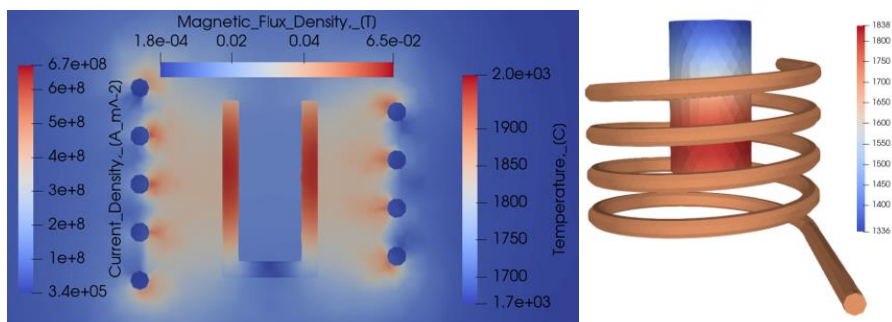 Magnetic_Flux_Density,_(T)
1.8e-04 0.02 0.04 6.5e-02
Current_Density,_(A_m^-2)
6.7e+08
6e+8
5e+8
4e+8
3e+8
2e+8
1e+8
3.4e+05
Temperature,_(C)
2.0e+03
1900
1850
1800
1750
1700
1.7e+03
1838
1800
1750
1700
1650
1600
1550
1500
1450
1400
1336